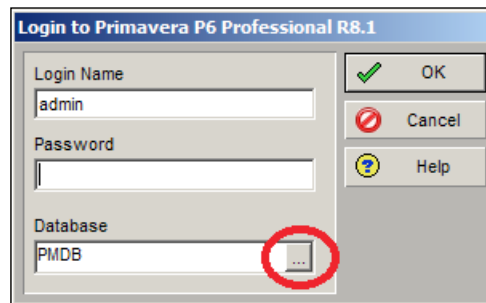 Login to Primavera P6 Professional R8.1
Login Name
admin
Password
Database
PMDB
...
OK
Cancel
Help